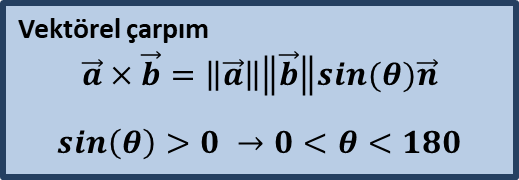 Vektörel çarpım
a⃗ × b⃗ = ‖a⃗‖‖b⃗‖sin(θ)n⃗
sin(θ) > 0 → 0 < θ < 180